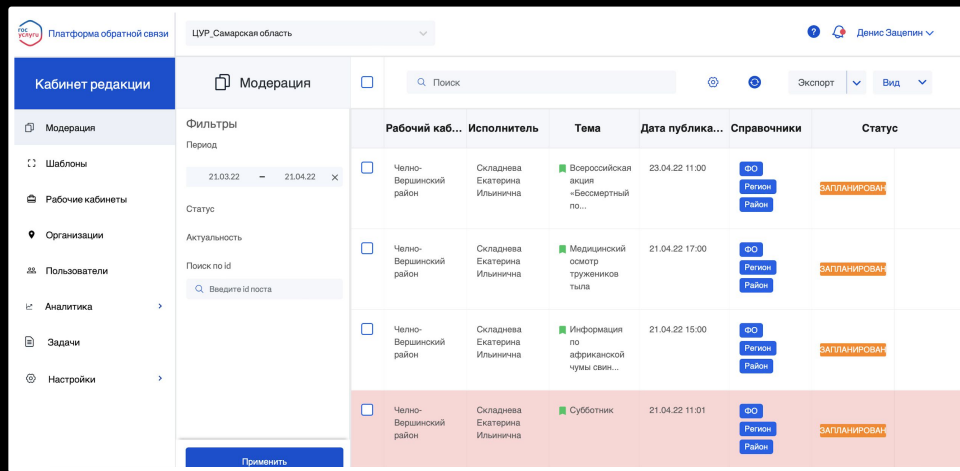 гос
услуги
Платформа обратной связи
ЦУР_Самарская область
?
Денис Зацепин
Кабинет редакции
Модерация
Поиск
Экспорт
Вид
Модерация
Шаблоны
Рабочие кабинеты
Организации
Пользователи
Аналитика
Задачи
Настройки
Фильтры
Период
21.03.22 – 21.04.22 ×
Статус
Актуальность
Поиск по id
Введите id поста
Применить
Рабочий каб... Исполнитель Тема Дата публика... Справочники Статус
Челно-
Вершинский
район
Складнева
Екатерина
Ильинична
Всероссийская
акция
«Бессмертный
по...
23.04.22 11:00
ФО
Регион
Район
ЗАПЛАНИРОВАН
Челно-
Вершинский
район
Складнева
Екатерина
Ильинична
Медицинский
осмотр
тружеников
тыла
21.04.22 17:00
ФО
Регион
Район
ЗАПЛАНИРОВАН
Челно-
Вершинский
район
Складнева
Екатерина
Ильинична
Информация
по
африканской
чумы свин...
21.04.22 15:00
ФО
Регион
Район
ЗАПЛАНИРОВАН
Челно-
Вершинский
район
Складнева
Екатерина
Ильинична
Субботник
21.04.22 11:01
ФО
Регион
Район
ЗАПЛАНИРОВАН